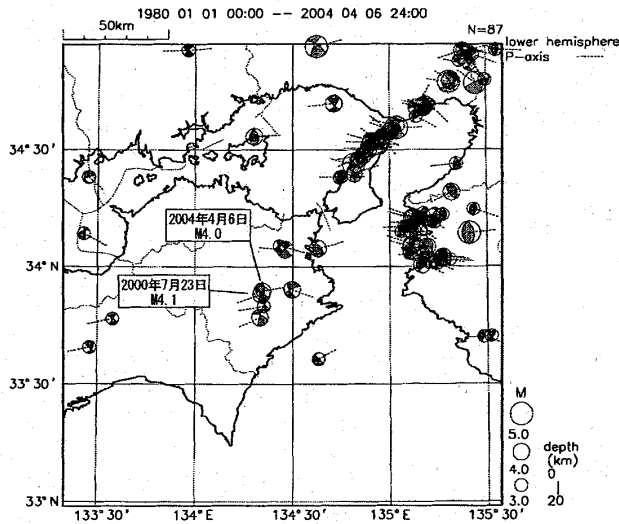 1980 01 01 00:00 -- 2004 04 06 24:00
50km
N=87
lower hemisphere
P-axis
34°30'
2004年4月6日
M4.0
34°N
2000年7月23日
M4.1
33°30'
33°N
133°30'
134°E
134°30'
135°E
135°30'
M
5.0
4.0
3.0
depth
(km)
0
20